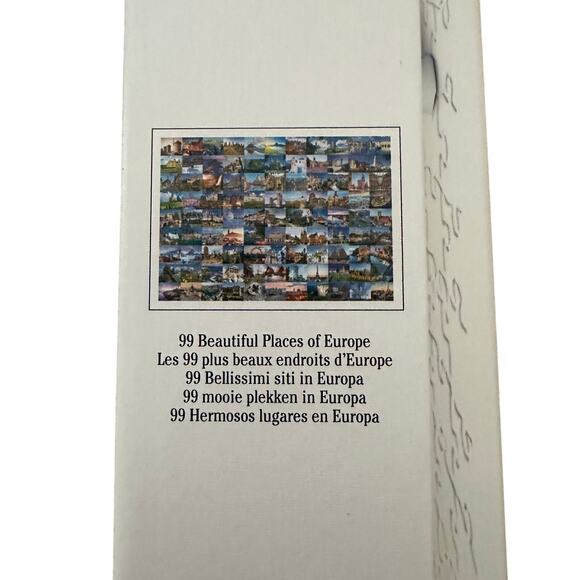 99 Beautiful Places of Europe
Les 99 plus beaux endroits d'Europe
99 Bellissimi siti in Europa
99 mooie plekken in Europa
99 Hermosos lugares en Europa